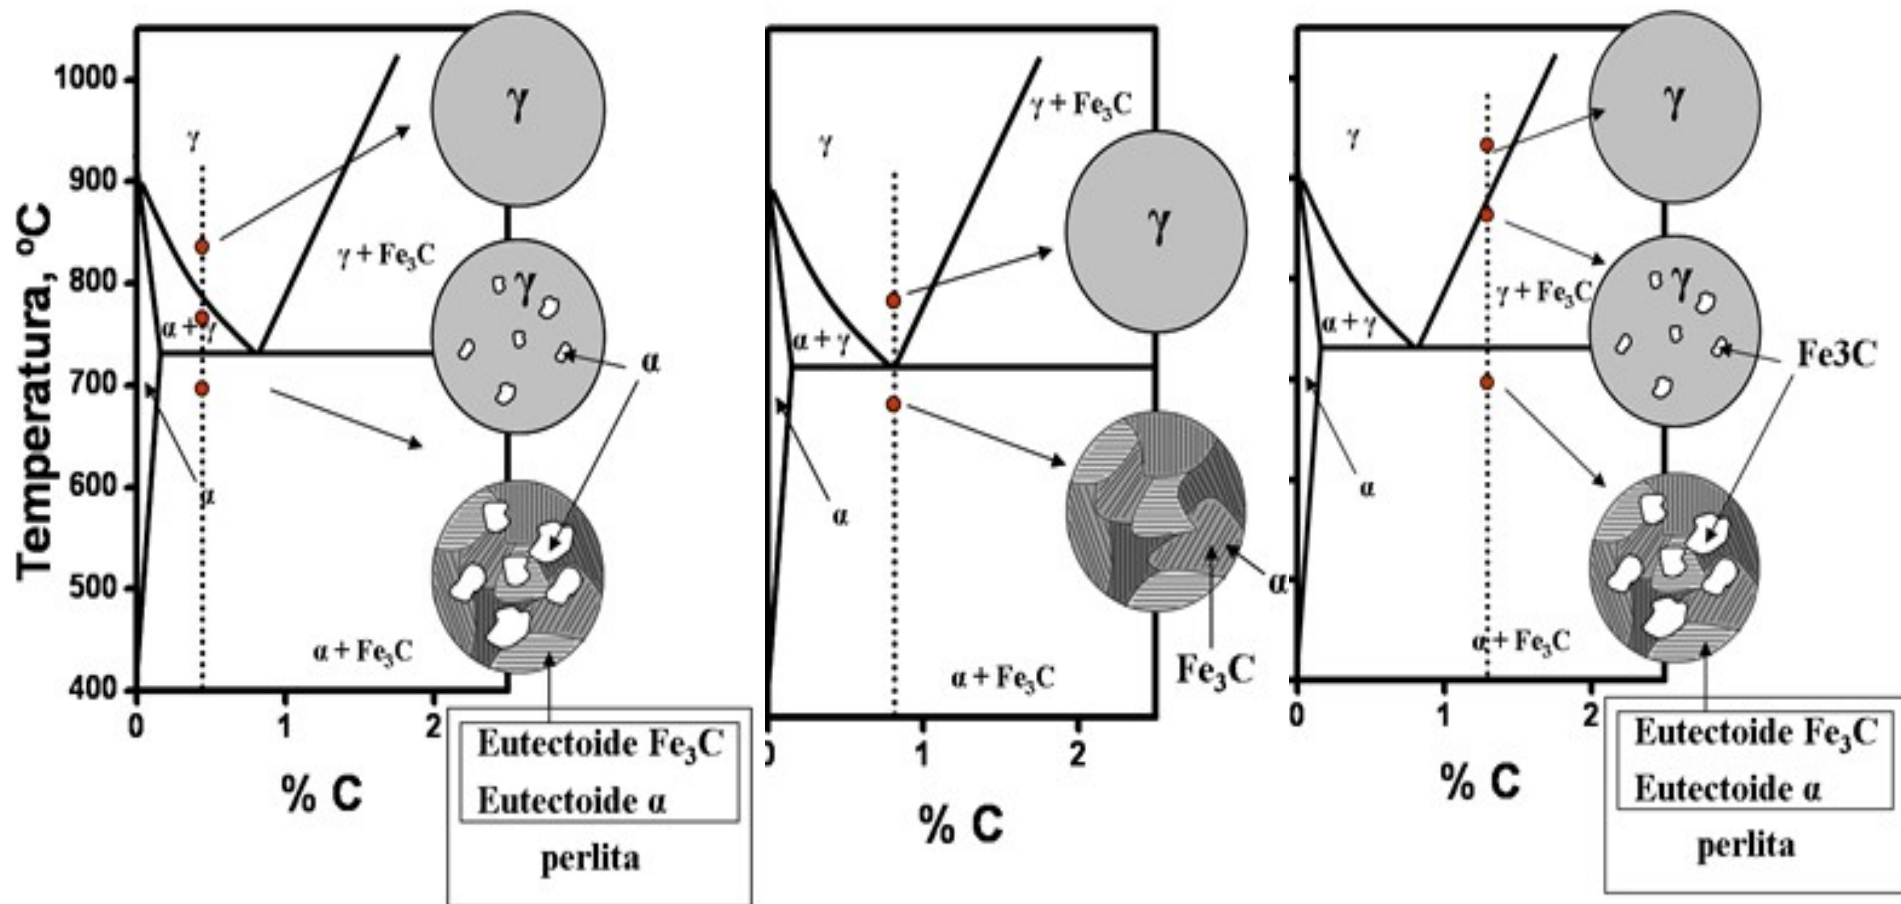 Temperatura, ºC
1000
900
800
700
600
500
400
0
1
2
% C
γ
γ + Fe₃C
α + γ
α
α + Fe₃C
γ
γ
α
Eutectoide Fe₃C
Eutectoide α
perlita
γ
γ + Fe₃C
α + γ
α
α + Fe₃C
γ
α
Fe₃C
0
1
2
% C
γ
γ + Fe₃C
α + γ
α
α + Fe₃C
γ
γ
Fe3C
0
1
2
% C
Eutectoide Fe₃C
Eutectoide α
perlita